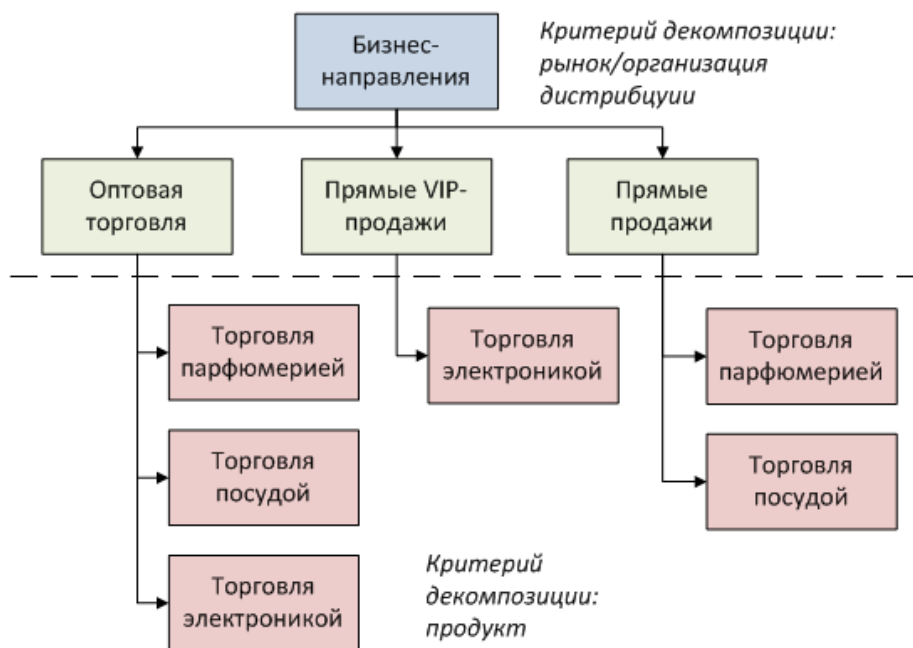 Бизнес-
направления
Критерий декомпозиции:
рынок/организация
дистрибцуии
Оптовая
торговля
Прямые VIP-
продажи
Прямые
продажи
Торговля
парфюмерией
Торговля
электроникой
Торговля
парфюмерией
Торговля
посудой
Торговля
посудой
Торговля
электроникой
Критерий
декомпозиции:
продукт